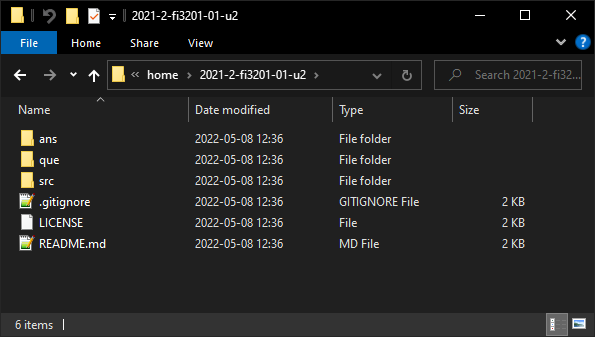 2021-2-fi3201-01-u2
File Home Share View
« home › 2021-2-fi3201-01-u2 › Search 2021-2-fi32...
Name Date modified Type Size
ans 2022-05-08 12:36 File folder
que 2022-05-08 12:36 File folder
src 2022-05-08 12:36 File folder
.gitignore 2022-05-08 12:36 GITIGNORE File 2 KB
LICENSE 2022-05-08 12:36 File 2 KB
README.md 2022-05-08 12:36 MD File 2 KB
6 items